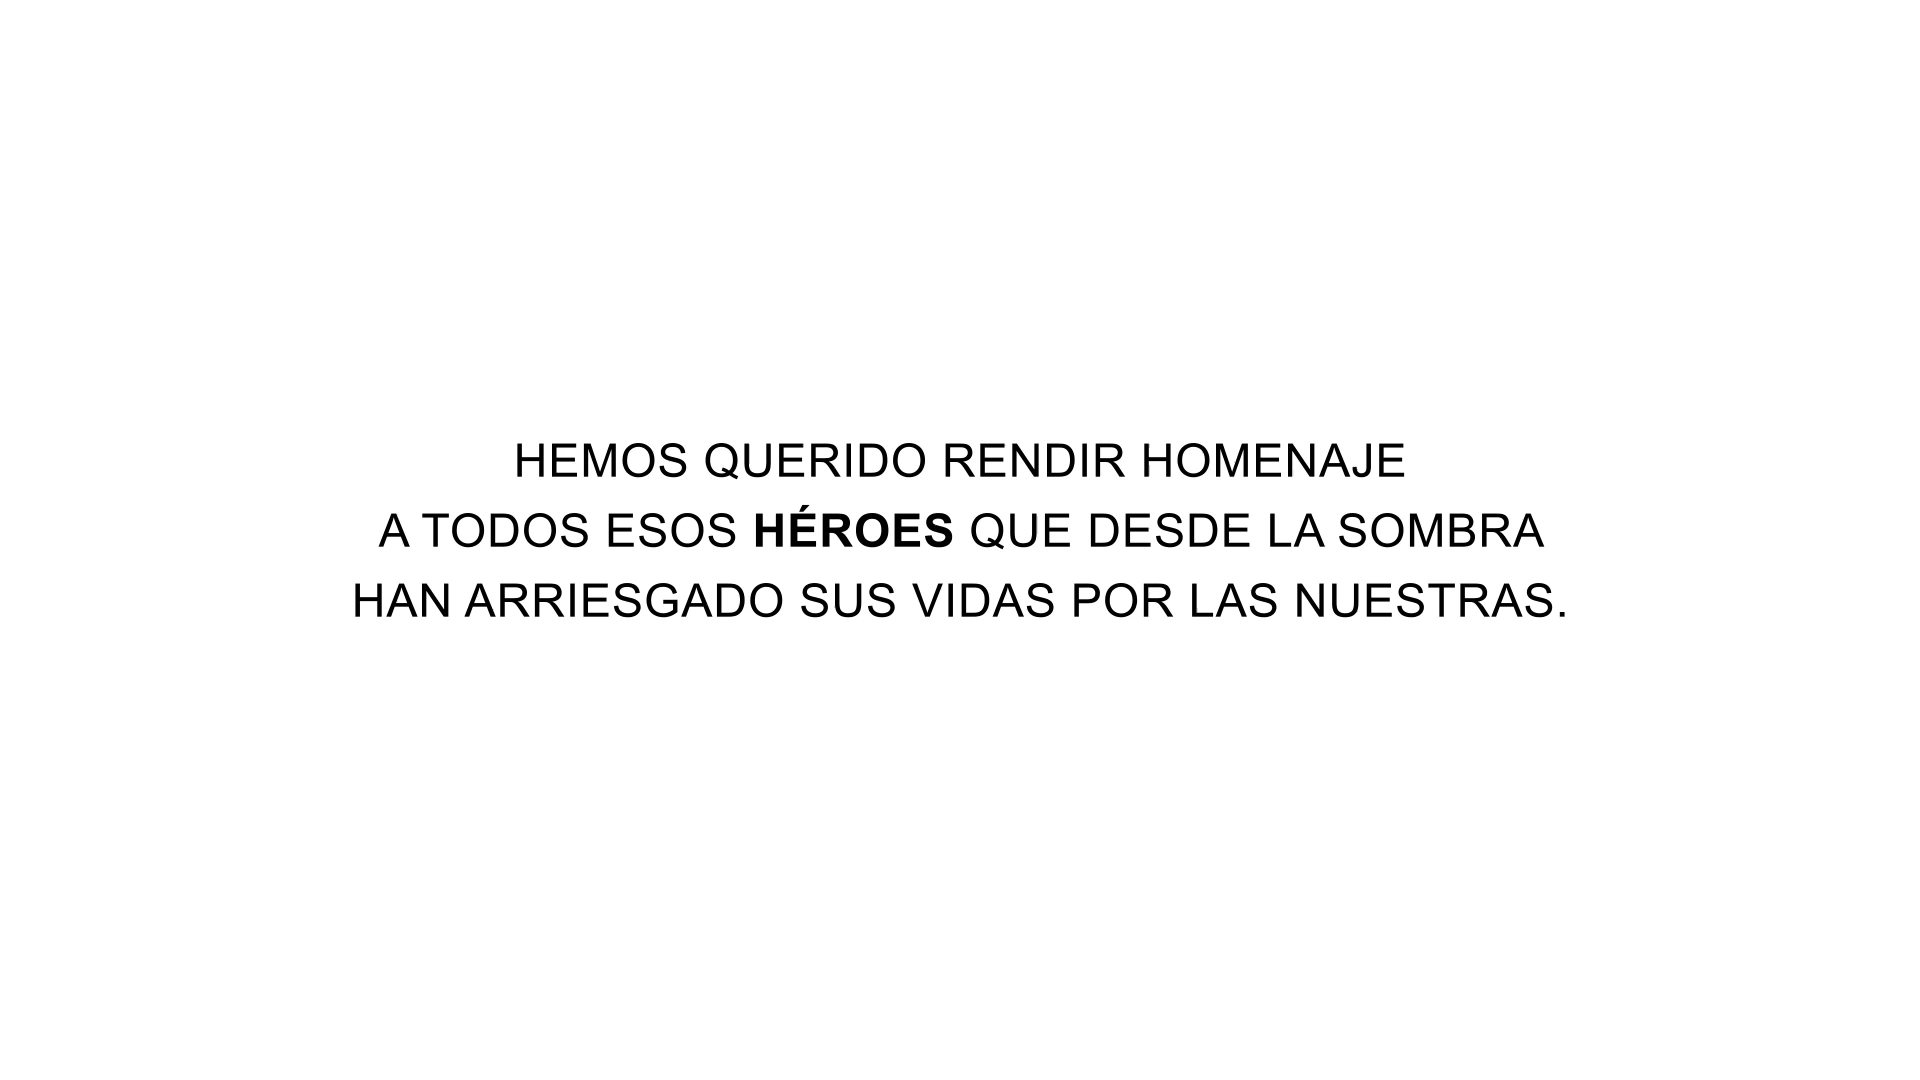 HEMOS QUERIDO RENDIR HOMENAJE
A TODOS ESOS HÉROES QUE DESDE LA SOMBRA
HAN ARRIESGADO SUS VIDAS POR LAS NUESTRAS.